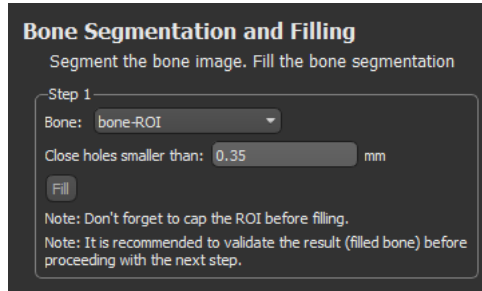 Bone Segmentation and Filling
Segment the bone image. Fill the bone segmentation
Step 1
Bone: bone-ROI
Close holes smaller than: 0.35 mm
Fill
Note: Don't forget to cap the ROI before filling.
Note: It is recommended to validate the result (filled bone) before
proceeding with the next step.